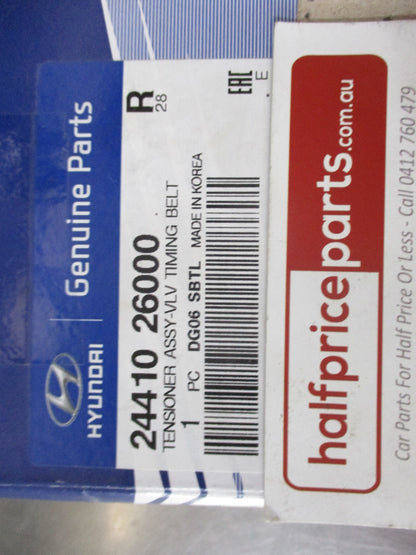 HYUNDAI
Genuine Parts
24410 26000
R
28
TENSIONER ASSY-VLV TIMING BELT
1 PC DG06 SBTL MADE IN KOREA
EAC
. E
halfpriceparts.com.au
Car Parts For Half Price Or Less - Call 0412 760 479